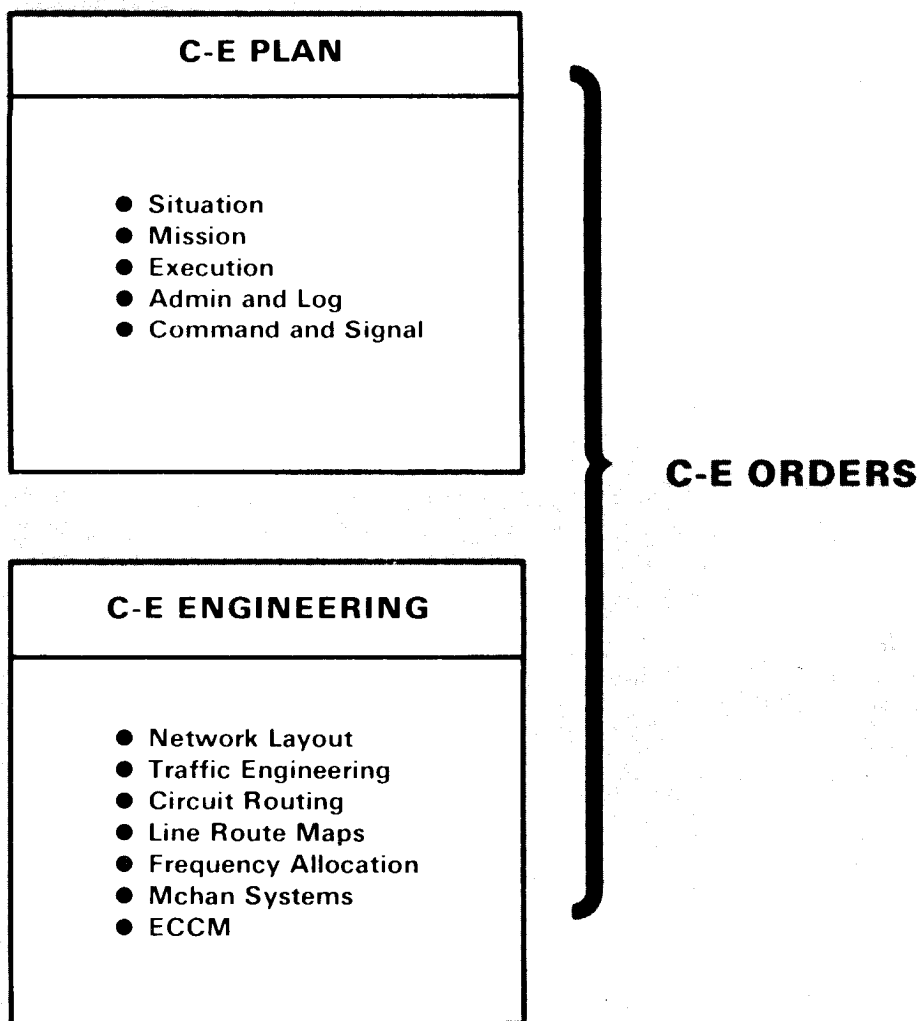 C-E PLAN
● Situation
● Mission
● Execution
● Admin and Log
● Command and Signal
C-E ORDERS
C-E ENGINEERING
● Network Layout
● Traffic Engineering
● Circuit Routing
● Line Route Maps
● Frequency Allocation
● Mchan Systems
● ECCM